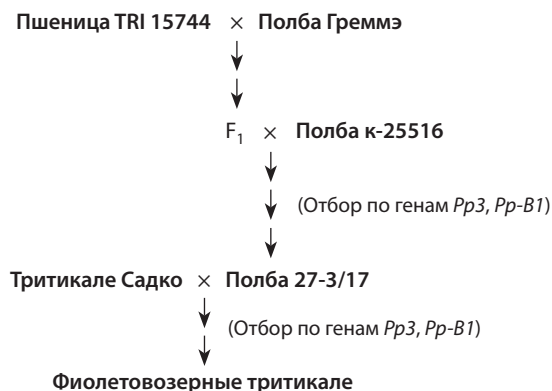 Пшеница TRI 15744 × Полба Греммэ
F1 × Полба к-25516
(Отбор по генам Pp3, Pp-B1)
Тритикале Садко × Полба 27-3/17
(Отбор по генам Pp3, Pp-B1)
Фиолетовозерные тритикале